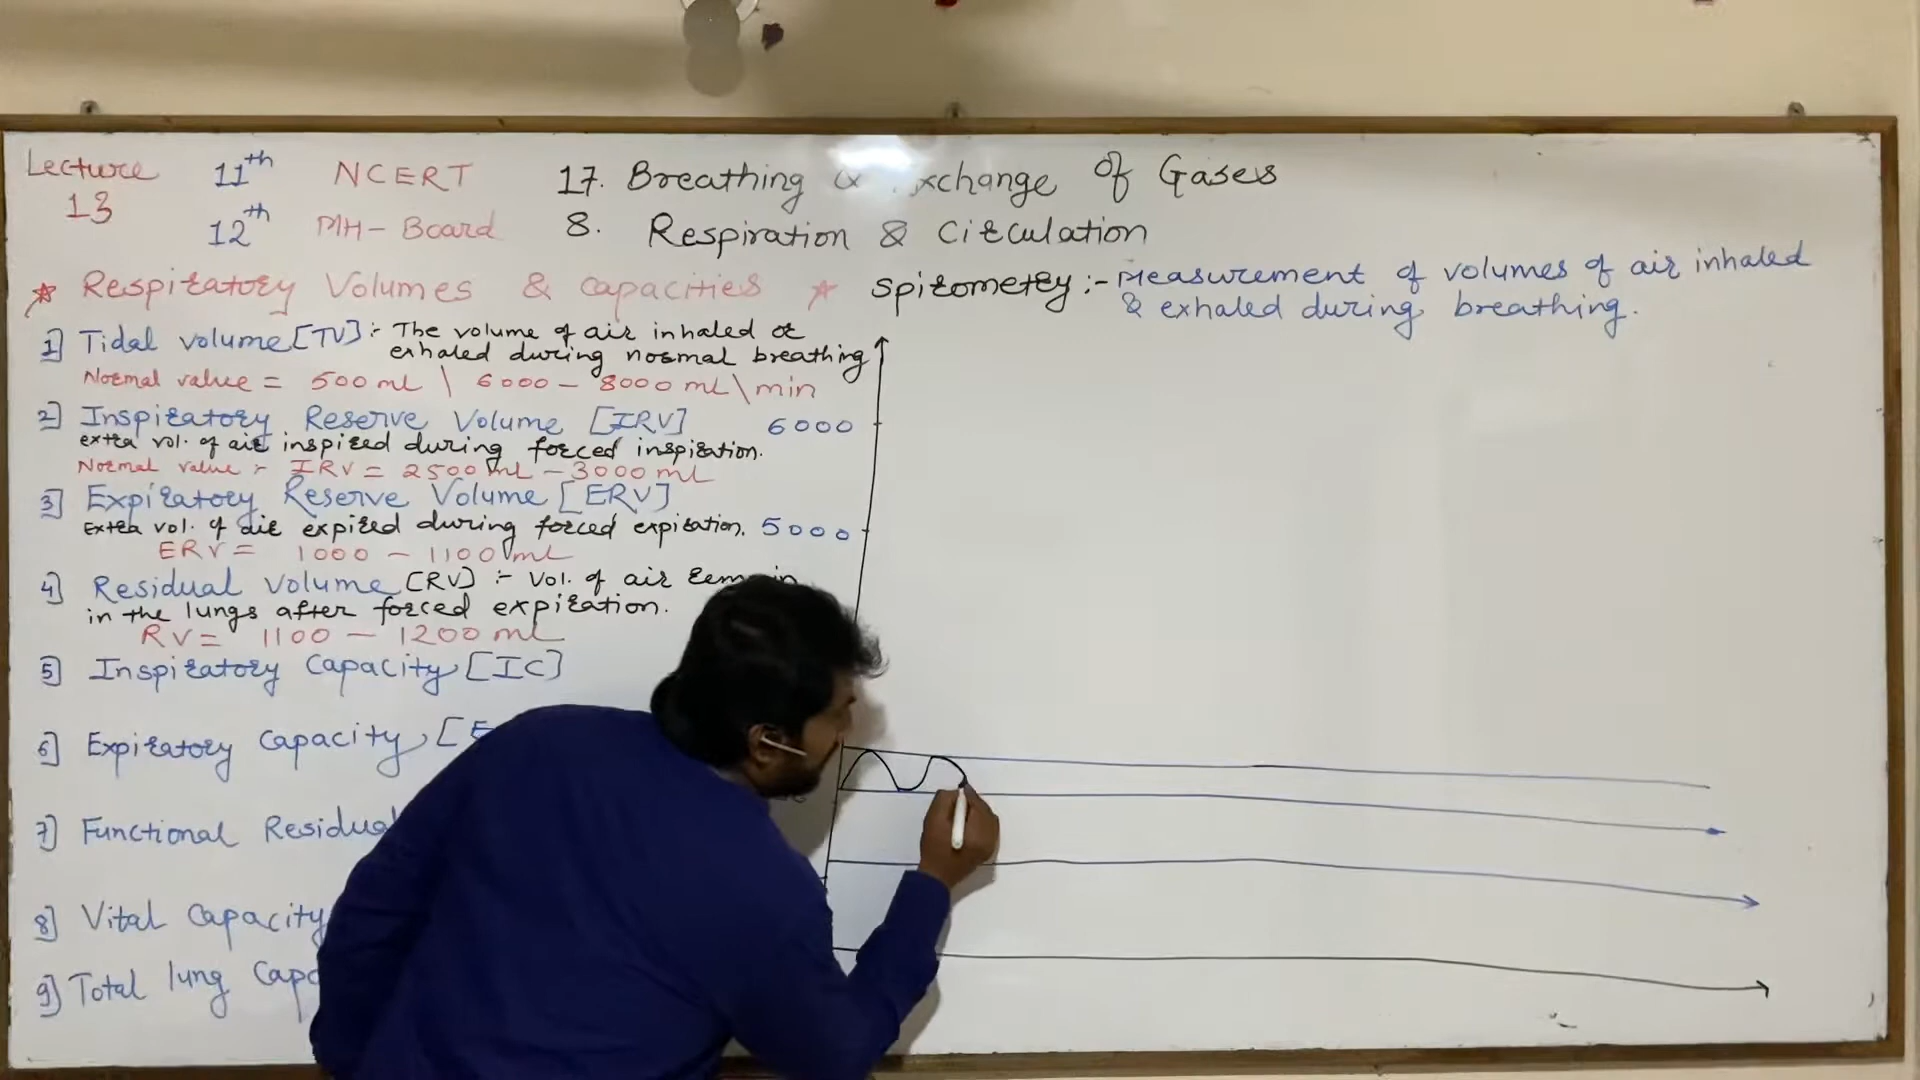 Lecture 13
11th NCERT 17. Breathing & Exchange of Gases
12th MH-Board 8. Respiration & Circulation
☆ Respiratory Volumes & capacities ☆
1] Tidal volume [TV] :- The volume of air inhaled or
exhaled during normal breathing
Normal value = 500 mL \ 6000 - 8000 mL\min
2] Inspiratory Reserve Volume [IRV]
extra vol. of air inspired during forced inspiration.
Normal value :- IRV = 2500 mL - 3000 mL
3] Expiratory Reserve Volume [ERV]
Extra vol. of air expired during forced expiration.
ERV = 1000 - 1100 mL
4] Residual Volume [RV] :- Vol. of air remain
in the lungs after forced expiration.
RV = 1100 - 1200 mL
5] Inspiratory Capacity [IC]
6] Expiratory Capacity [E
7] Functional Residual
8] Vital Capacity
9] Total lung Capa
Spirometry :- Measurement of volumes of air inhaled
& exhaled during breathing.
6000
5000